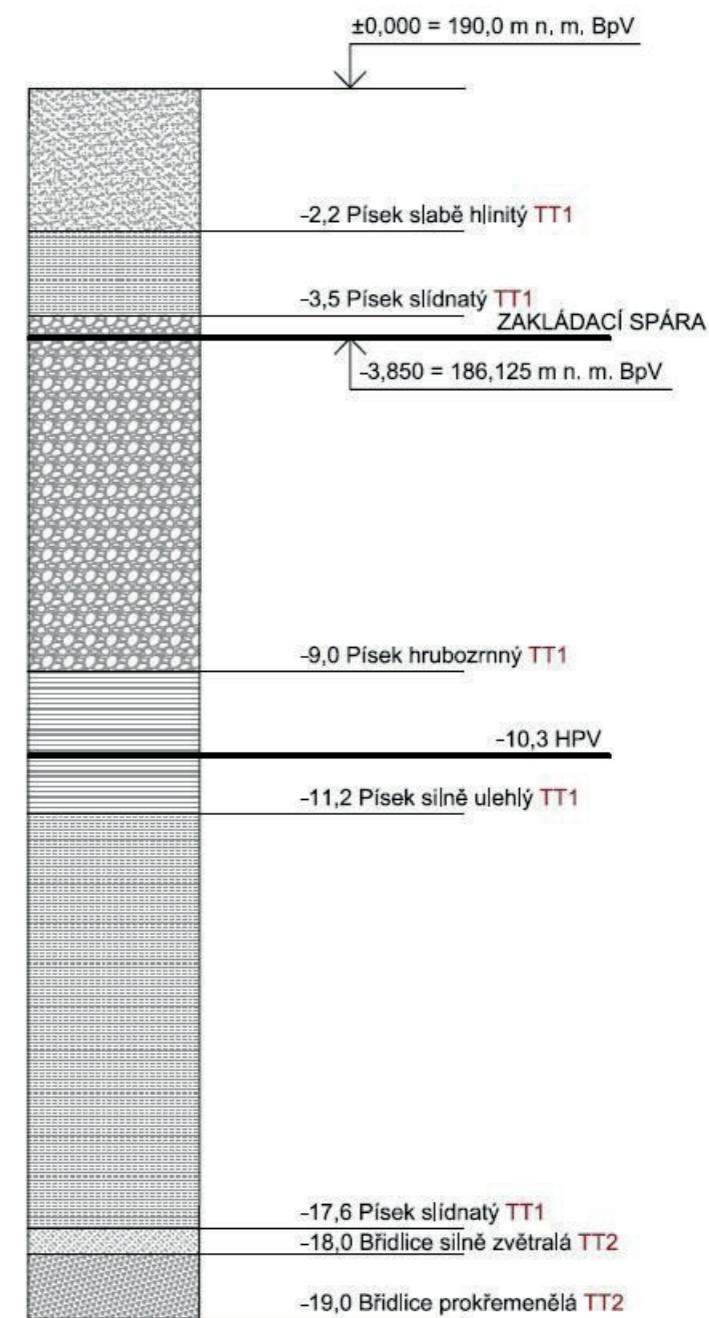 ±0,000 = 190,0 m n. m. BpV
-2,2 Písek slabě hlinitý TT1
-3,5 Písek slídnatý TT1
ZAKLÁDACÍ SPÁRA
-3,850 = 186,125 m n. m. BpV
-9,0 Písek hrubozrnný TT1
-10,3 HPV
-11,2 Písek silně ulehlý TT1
-17,6 Písek slídnatý TT1
-18,0 Břidlice silně zvětralá TT2
-19,0 Břidlice prokřemenělá TT2